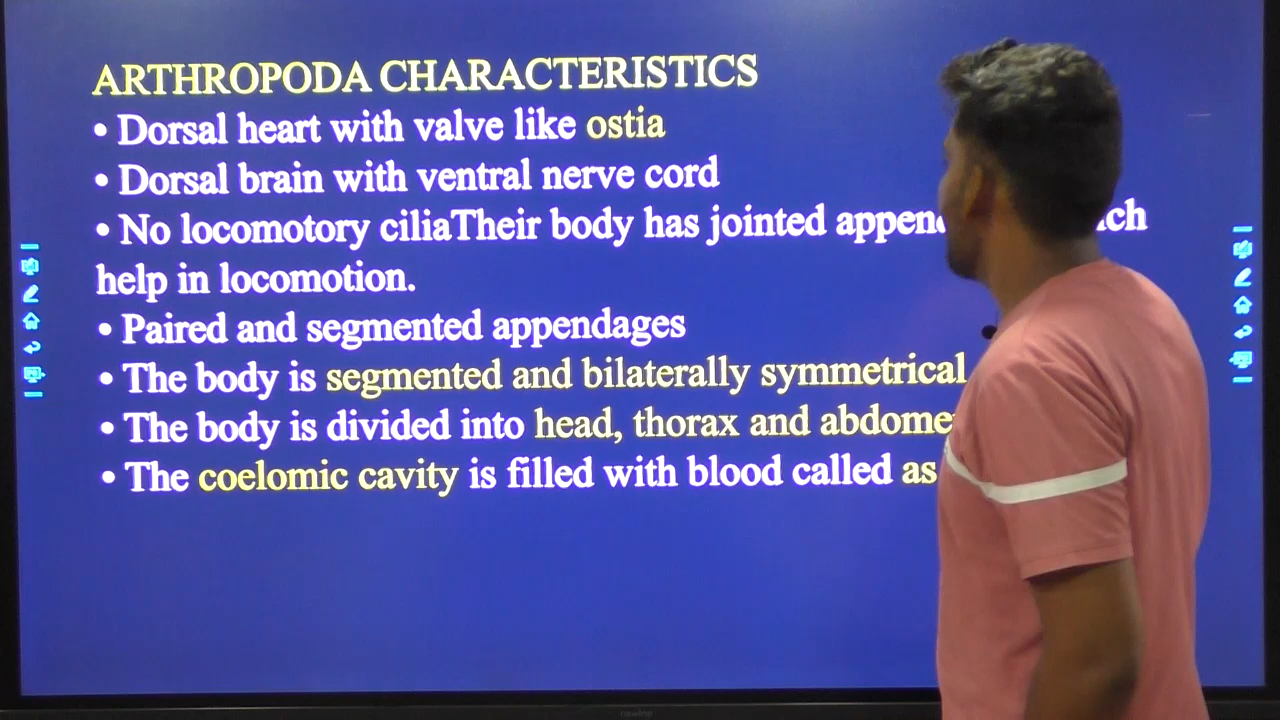 ARTHROPODA CHARACTERISTICS
• Dorsal heart with valve like ostia
• Dorsal brain with ventral nerve cord
• No locomotory ciliaTheir body has jointed
help in locomotion.
• Paired and segmented appendages
• The body is segmented and bilaterally symmetrical
• The body is divided into head, thorax and
• The coelomic cavity is filled with blood called as
newline